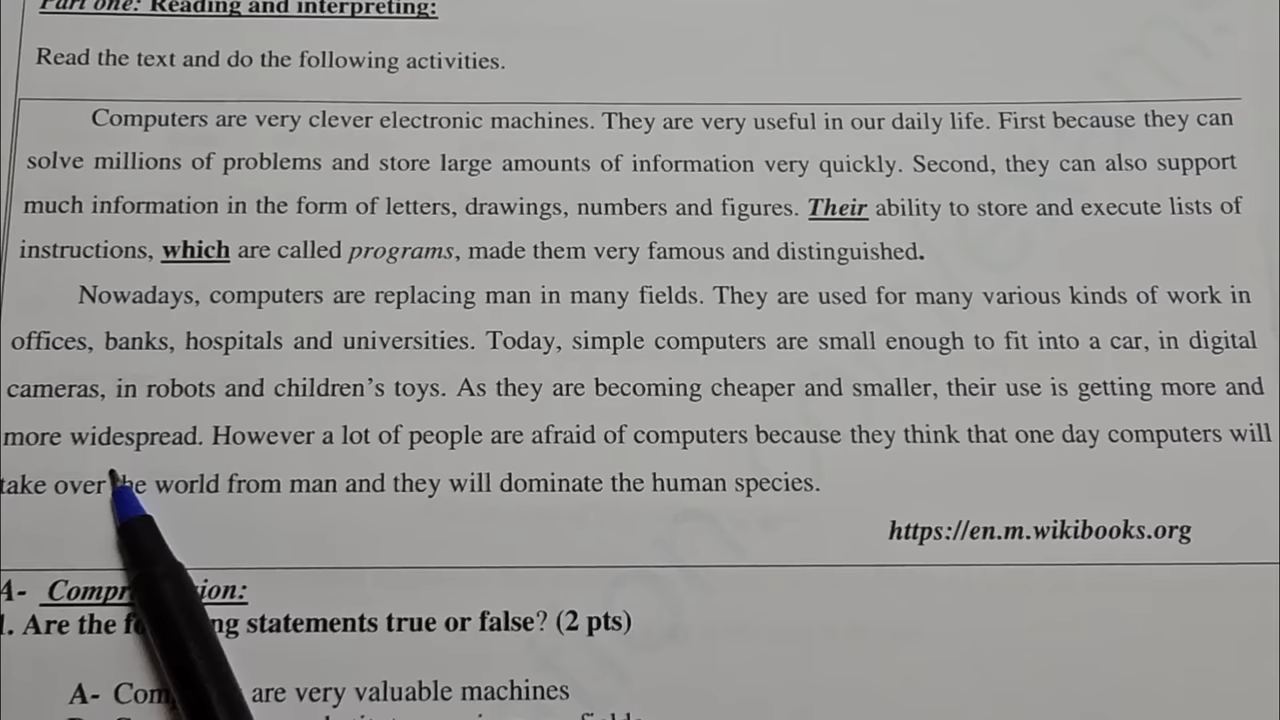 Part one: Reading and interpreting:
Read the text and do the following activities.
Computers are very clever electronic machines. They are very useful in our daily life. First because they can
solve millions of problems and store large amounts of information very quickly. Second, they can also support
much information in the form of letters, drawings, numbers and figures. Their ability to store and execute lists of
instructions, which are called programs, made them very famous and distinguished.
Nowadays, computers are replacing man in many fields. They are used for many various kinds of work in
offices, banks, hospitals and universities. Today, simple computers are small enough to fit into a car, in digital
cameras, in robots and children's toys. As they are becoming cheaper and smaller, their use is getting more and
more widespread. However a lot of people are afraid of computers because they think that one day computers will
take over the world from man and they will dominate the human species.
https://en.m.wikibooks.org
A-
1. Are the statements true or false? (2 pts)
A- are very valuable machines